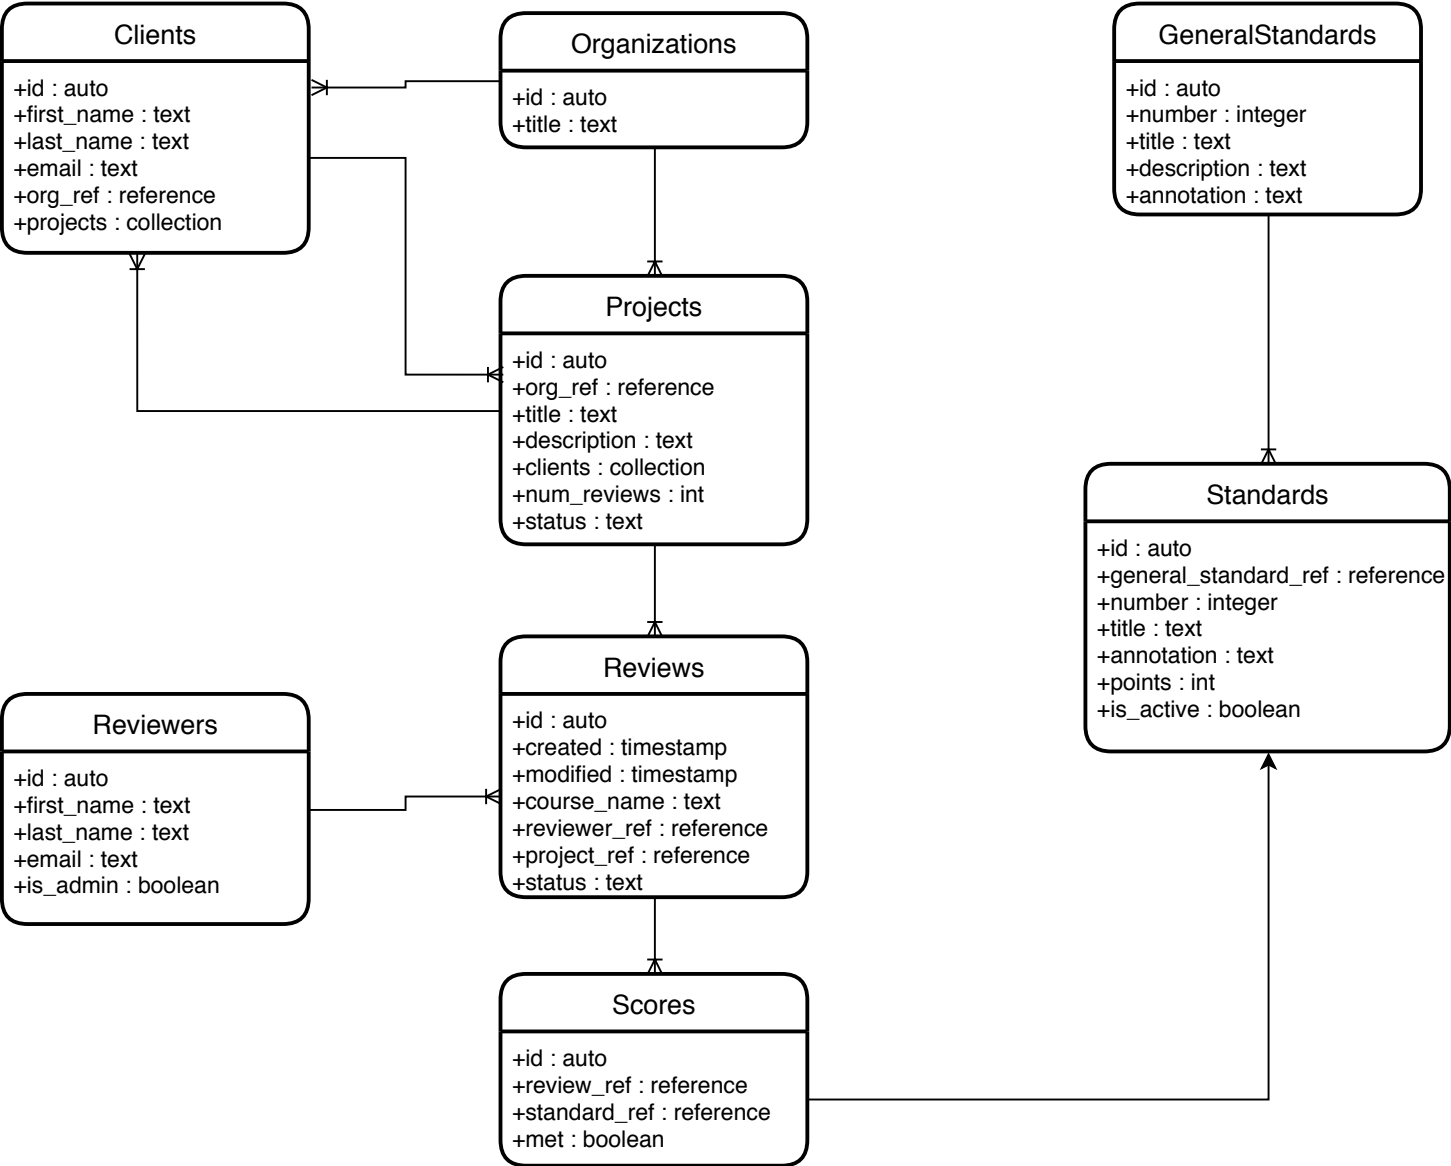 Clients
+id : auto
+first_name : text
+last_name : text
+email : text
+org_ref : reference
+projects : collection
Organizations
+id : auto
+title : text
GeneralStandards
+id : auto
+number : integer
+title : text
+description : text
+annotation : text
Projects
+id : auto
+org_ref : reference
+title : text
+description : text
+clients : collection
+num_reviews : int
+status : text
Standards
+id : auto
+general_standard_ref : reference
+number : integer
+title : text
+annotation : text
+points : int
+is_active : boolean
Reviews
+id : auto
+created : timestamp
+modified : timestamp
+course_name : text
+reviewer_ref : reference
+project_ref : reference
+status : text
Reviewers
+id : auto
+first_name : text
+last_name : text
+email : text
+is_admin : boolean
Scores
+id : auto
+review_ref : reference
+standard_ref : reference
+met : boolean